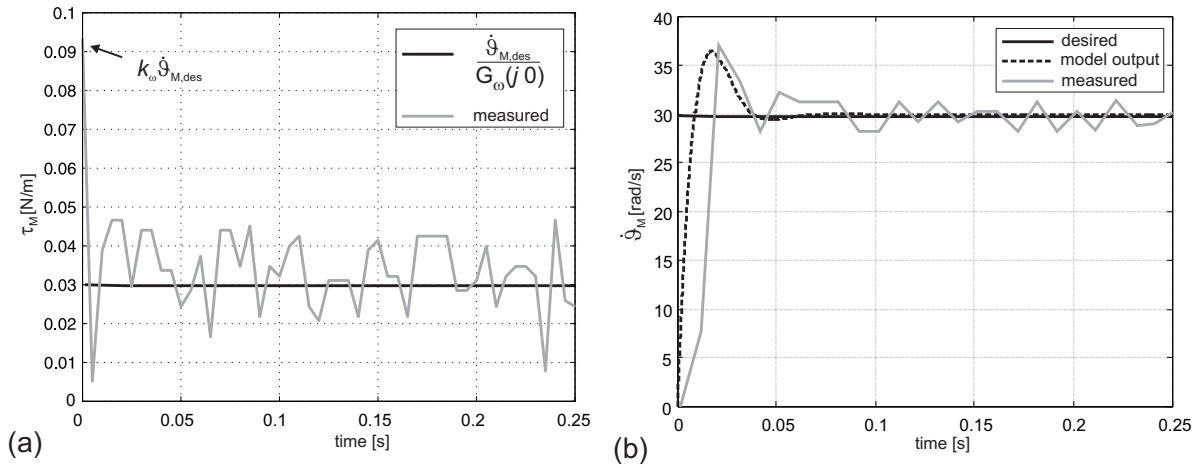 0.1
0.09
0.08
0.07
0.06
0.05
0.04
0.03
0.02
0.01
0
τM [N/m]
kω ϑ̇M,des
ϑ̇M,des
Gω(j 0)
measured
0 0.05 0.1 0.15 0.2 0.25
time [s]
(a)
40
35
30
25
20
15
10
5
0
ϑ̇M [rad/s]
desired
model output
measured
0 0.05 0.1 0.15 0.2 0.25
time [s]
(b)